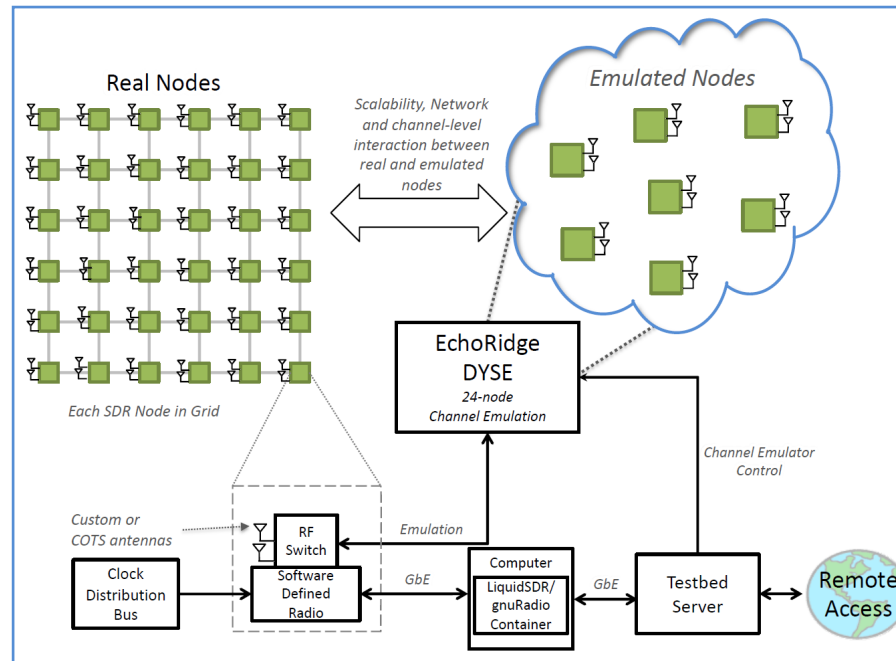 Real Nodes
Emulated Nodes
Scalability, Network
and channel-level
interaction between
real and emulated
nodes
EchoRidge
DYSE
24-node
Channel Emulation
Each SDR Node in Grid
Channel Emulator
Control
Custom or
COTS antennas
RF
Switch
Emulation
Clock
Distribution
Bus
Software
Defined
Radio
GbE
Computer
LiquidSDR/
gnuRadio
Container
GbE
Testbed
Server
Remote
Access